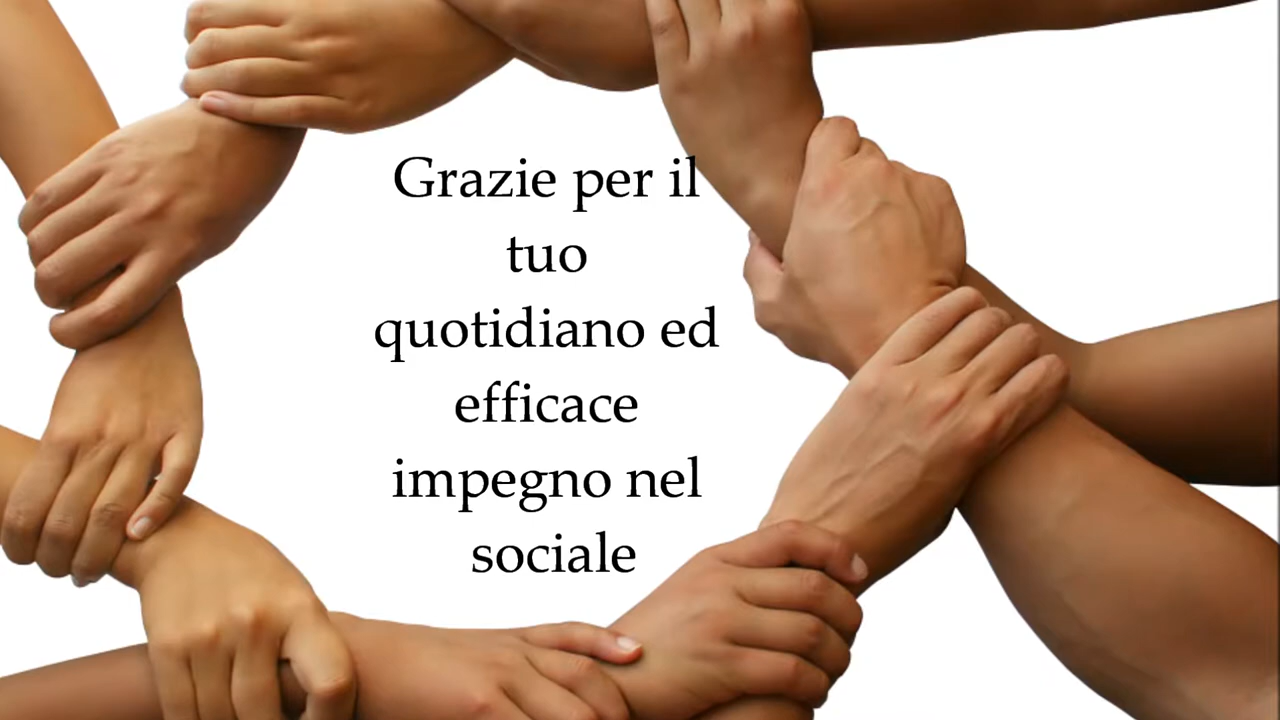 Grazie per il
tuo
quotidiano ed
efficace
impegno nel
sociale